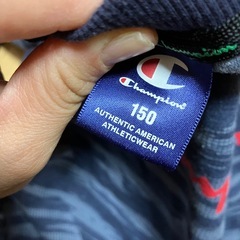 Champion
150
AUTHENTIC AMERICAN
ATHLETICWEAR